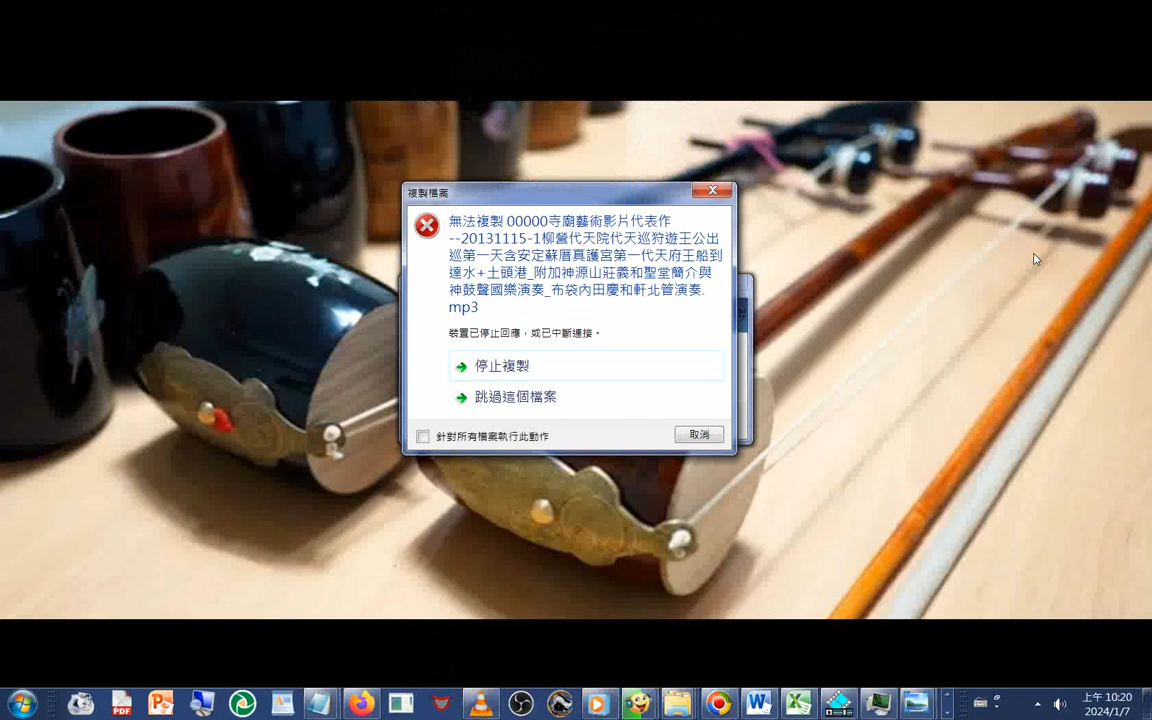 複製檔案
無法複製 00000寺廟藝術影片代表作
--20131115-1柳營代天院代天巡狩遊王公出
巡第一天含安定蘇厝真護宮第一代天府王船到
達水+土頭港_附加神源山莊義和聖堂簡介與
神鼓聲國樂演奏_布袋內田慶和軒北管演奏.
mp3
裝置已停止回應，或已中斷連接。
停止複製
跳過這個檔案
針對所有檔案執行此動作
取消
PDF
上午 10:20
2024/1/7